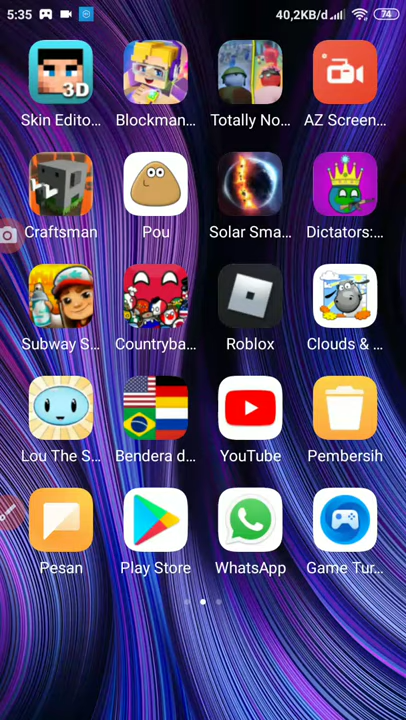 5:35 40,2KB/d 74
Skin Edito... Blockman... Totally No... AZ Screen...
3D
Craftsman Pou Solar Sma... Dictators:...
Subway S... Countryba... Roblox Clouds & ...
Lou The S... Bendera d... YouTube Pembersih
Pesan Play Store WhatsApp Game Tur...